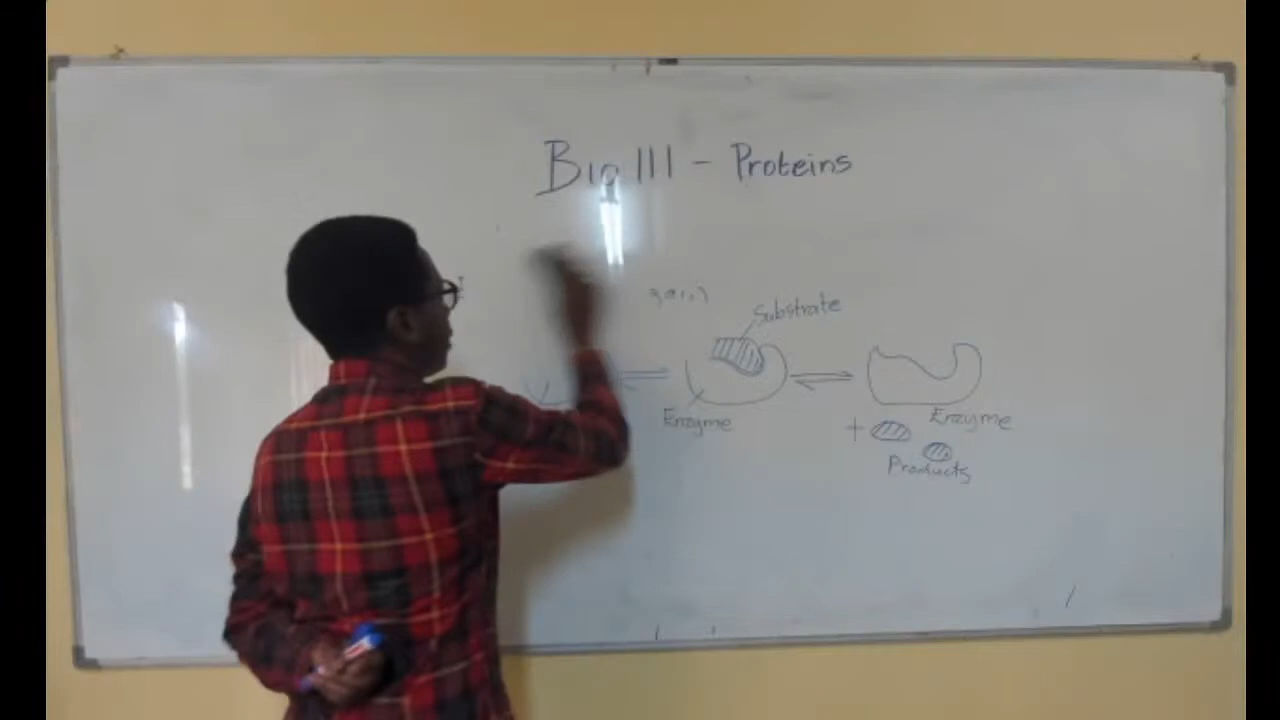 Bio 111 - Proteins
Substrate
Enzyme
Enzyme
+
Products